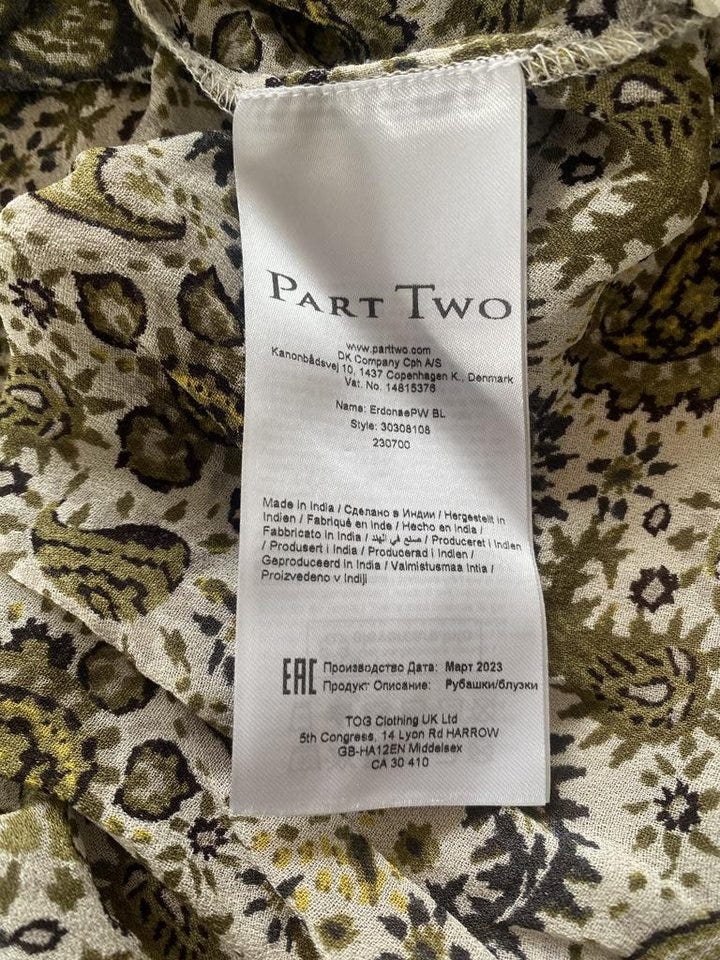 PART TWO
www.parttwo.com
DK Company Cph A/S
Kanonbådsvej 10, 1437 Copenhagen K., Denmark
Vat. No. 14815376
Name: ErdonaePW BL
Style: 30308108
230700
Made in India / Сделано в Индии / Hergestellt in
Indien / Fabriqué en Inde / Hecho en India /
Fabbricato in India / صنع في الهند / Produceret i Indien
/ Produsert i India / Producerad i Indien /
Geproduceerd in India / Valmistusmaa Intia /
Proizvedeno v Indiji
EAC Производство Дата: Март 2023
Продукт Описание: Рубашки/блузки
TOG Clothing UK Ltd
5th Congress, 14 Lyon Rd HARROW
GB-HA12EN Middelsex
CA 30 410